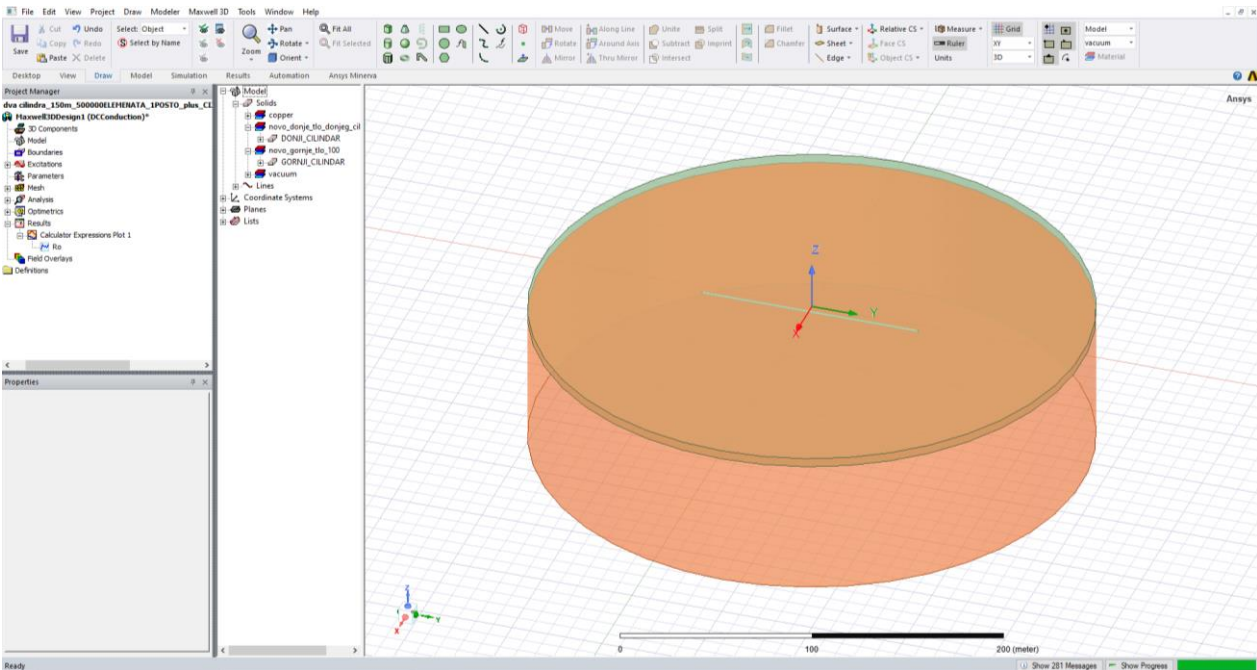 File Edit View Project Draw Modeler Maxwell 3D Tools Window Help
Save
Cut
Copy
Paste
Undo
Redo
Delete
Select: Object
Select by Name
Zoom
Pan
Rotate
Orient
Fit All
Fit Selected
Move
Rotate
Mirror
Along Line
Around Axis
Thru Mirror
Unite
Subtract
Intersect
Split
Imprint
Fillet
Chamfer
Surface
Sheet
Edge
Relative CS
Face CS
Object CS
Measure
Ruler
Units
Grid
XY
3D
Model
vacuum
Material
Desktop View Draw Model Simulation Results Automation Ansys Minerva
Project Manager
dva cilindra_150m_500000ELEMENATA_1POSTO_plus_CI
Maxwell3DDesign1 (DCConduction)*
3D Components
Model
Boundaries
Excitations
Parameters
Mesh
Analysis
Optimetrics
Results
Calculator Expressions Plot 1
Ro
Field Overlays
Definitions
Properties
Model
Solids
copper
novo_donje_tlo_donjeg_cil
DONJI_CILINDAR
novo_gornje_tlo_100
GORNJI_CILINDAR
vacuum
Lines
Coordinate Systems
Planes
Lists
Ansys
Z
Y
X
Z
Y
X
0 100 200 (meter)
Ready
Show 281 Messages Show Progress